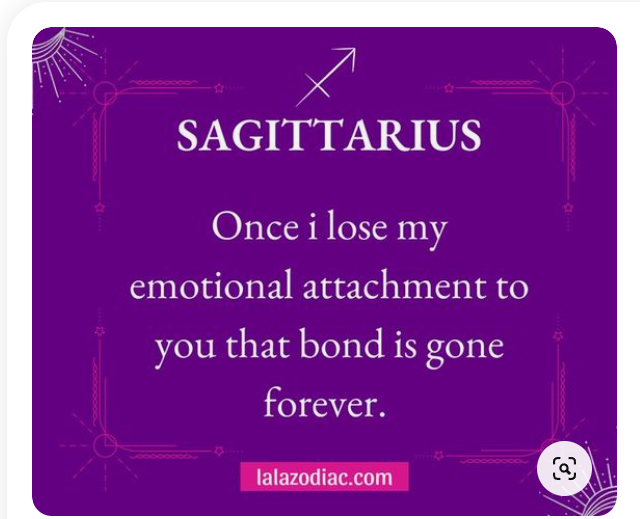 SAGITTARIUS
Once i lose my
emotional attachment to
you that bond is gone
forever.
lalazodiac.com